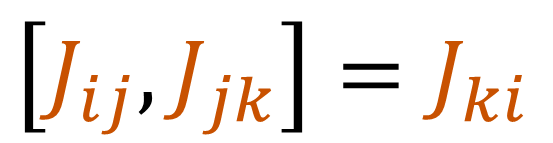 [J_{ij}, J_{jk}] = J_{ki}